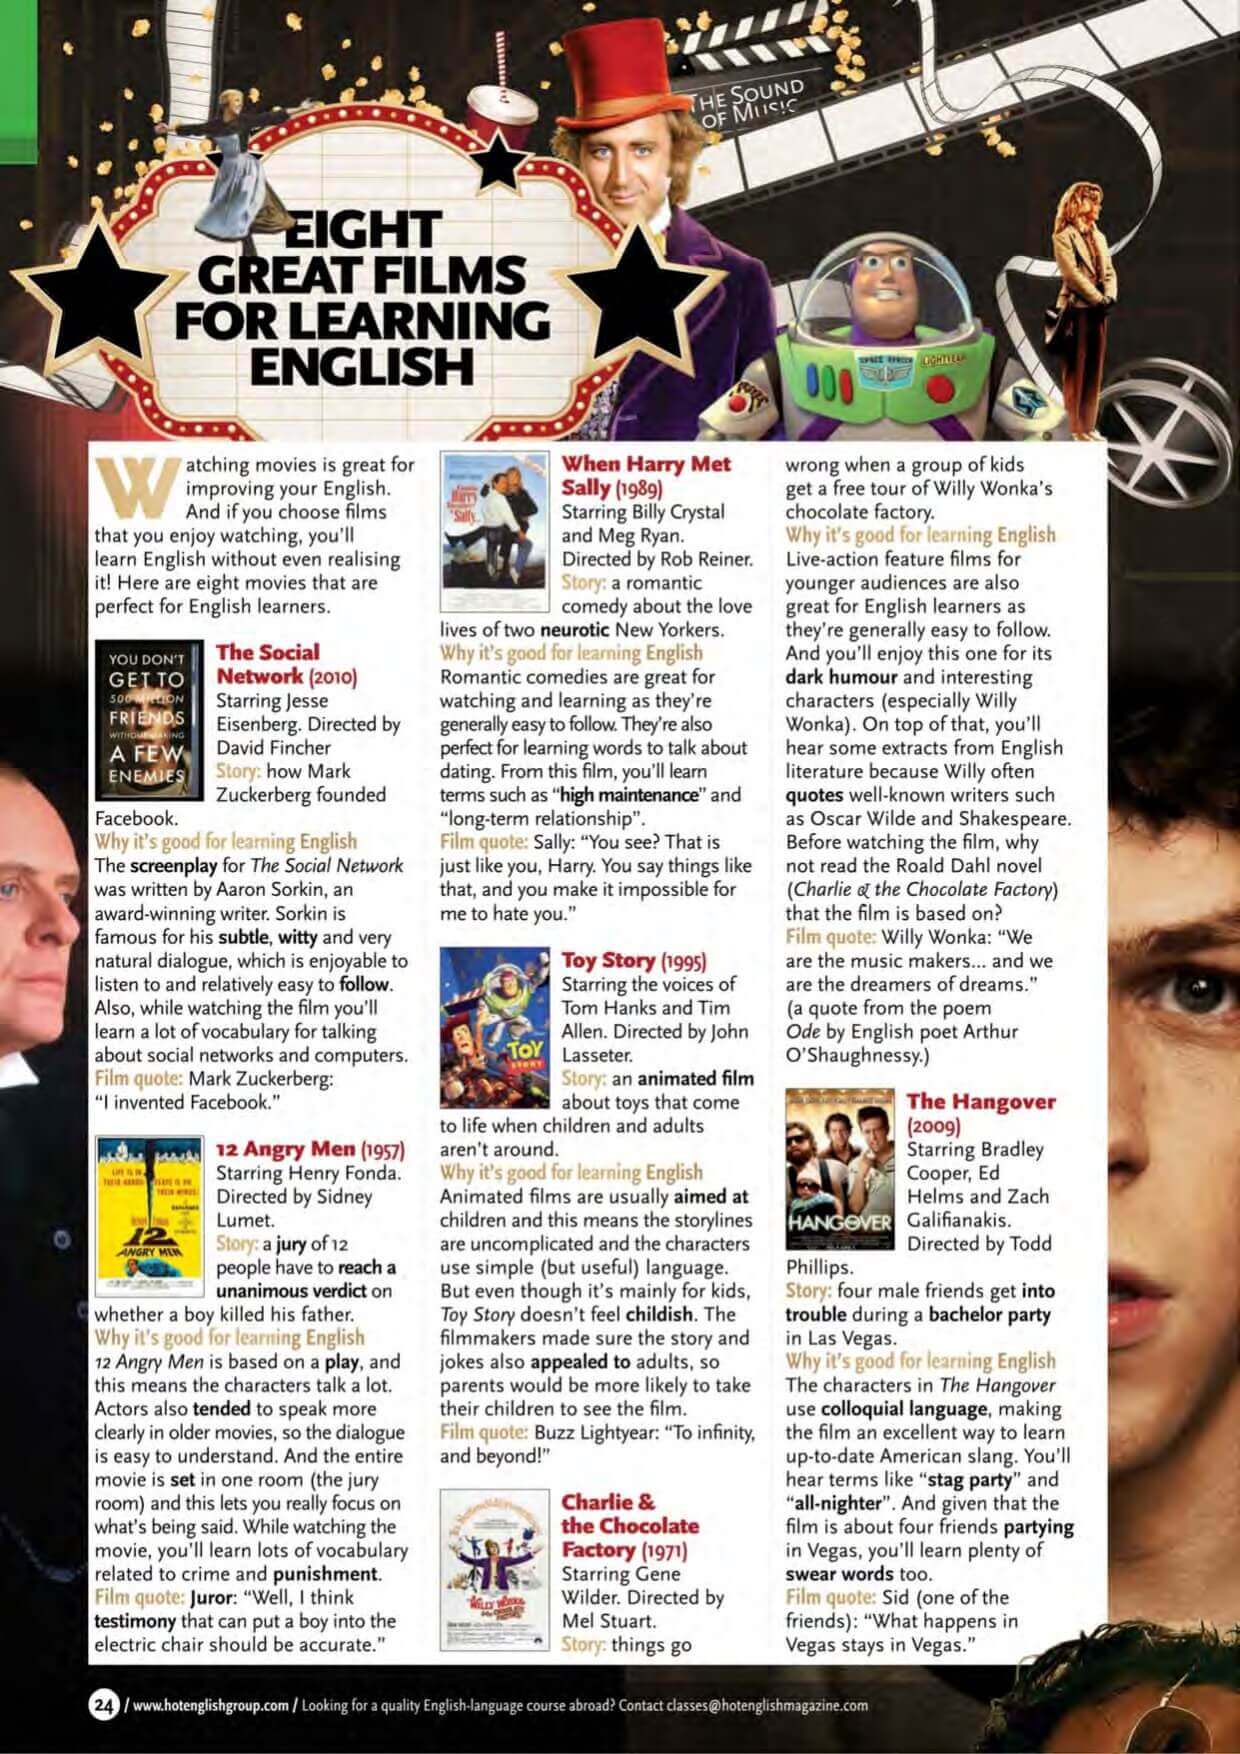 THE SOUND
OF MUSIC
SPACE RANGER
LIGHTYEAR
EIGHT
GREAT FILMS
FOR LEARNING
ENGLISH
Watching movies is great for
improving your English.
And if you choose films
that you enjoy watching, you'll
learn English without even realising
it! Here are eight movies that are
perfect for English learners.
YOU DON'T
GET TO
500 MILLION
FRIENDS
WITHOUT MAKING
A FEW
ENEMIES
The Social
Network (2010)
Starring Jesse
Eisenberg. Directed by
David Fincher
Story: how Mark
Zuckerberg founded
Facebook.
Why it's good for learning English
The screenplay for The Social Network
was written by Aaron Sorkin, an
award-winning writer. Sorkin is
famous for his subtle, witty and very
natural dialogue, which is enjoyable to
listen to and relatively easy to follow.
Also, while watching the film you'll
learn a lot of vocabulary for talking
about social networks and computers.
Film quote: Mark Zuckerberg:
"I invented Facebook."
LIFE IS IN
THEIR HANDS
DEATH IS ON
THEIR MINDS!
12
ANGRY MEN
12 Angry Men (1957)
Starring Henry Fonda.
Directed by Sidney
Lumet.
Story: a jury of 12
people have to reach a
unanimous verdict on
whether a boy killed his father.
Why it's good for learning English
12 Angry Men is based on a play, and
this means the characters talk a lot.
Actors also tended to speak more
clearly in older movies, so the dialogue
is easy to understand. And the entire
movie is set in one room (the jury
room) and this lets you really focus on
what's being said. While watching the
movie, you'll learn lots of vocabulary
related to crime and punishment.
Film quote: Juror: "Well, I think
testimony that can put a boy into the
electric chair should be accurate."
Harry
Sally
When Harry Met
Sally (1989)
Starring Billy Crystal
and Meg Ryan.
Directed by Rob Reiner.
Story: a romantic
comedy about the love
lives of two neurotic New Yorkers.
Why it's good for learning English
Romantic comedies are great for
watching and learning as they're
generally easy to follow. They're also
perfect for learning words to talk about
dating. From this film, you'll learn
terms such as "high maintenance" and
"long-term relationship".
Film quote: Sally: "You see? That is
just like you, Harry. You say things like
that, and you make it impossible for
me to hate you."
TOY
STORY
Toy Story (1995)
Starring the voices of
Tom Hanks and Tim
Allen. Directed by John
Lasseter.
Story: an animated film
about toys that come
to life when children and adults
aren't around.
Why it's good for learning English
Animated films are usually aimed at
children and this means the storylines
are uncomplicated and the characters
use simple (but useful) language.
But even though it's mainly for kids,
Toy Story doesn't feel childish. The
filmmakers made sure the story and
jokes also appealed to adults, so
parents would be more likely to take
their children to see the film.
Film quote: Buzz Lightyear: "To infinity,
and beyond!"
Charlie &
the Chocolate
Factory (1971)
Starring Gene
Wilder. Directed by
Mel Stuart.
Story: things go
wrong when a group of kids
get a free tour of Willy Wonka's
chocolate factory.
Why it's good for learning English
Live-action feature films for
younger audiences are also
great for English learners as
they're generally easy to follow.
And you'll enjoy this one for its
dark humour and interesting
characters (especially Willy
Wonka). On top of that, you'll
hear some extracts from English
literature because Willy often
quotes well-known writers such
as Oscar Wilde and Shakespeare.
Before watching the film, why
not read the Roald Dahl novel
(Charlie & the Chocolate Factory)
that the film is based on?
Film quote: Willy Wonka: "We
are the music makers... and we
are the dreamers of dreams."
(a quote from the poem
Ode by English poet Arthur
O'Shaughnessy.)
HANGOVER
The Hangover
(2009)
Starring Bradley
Cooper, Ed
Helms and Zach
Galifianakis.
Directed by Todd
Phillips.
Story: four male friends get into
trouble during a bachelor party
in Las Vegas.
Why it's good for learning English
The characters in The Hangover
use colloquial language, making
the film an excellent way to learn
up-to-date American slang. You'll
hear terms like "stag party" and
"all-nighter". And given that the
film is about four friends partying
in Vegas, you'll learn plenty of
swear words too.
Film quote: Sid (one of the
friends): "What happens in
Vegas stays in Vegas."
24 / www.hotenglishgroup.com / Looking for a quality English-language course abroad? Contact classes@hotenglishmagazine.com